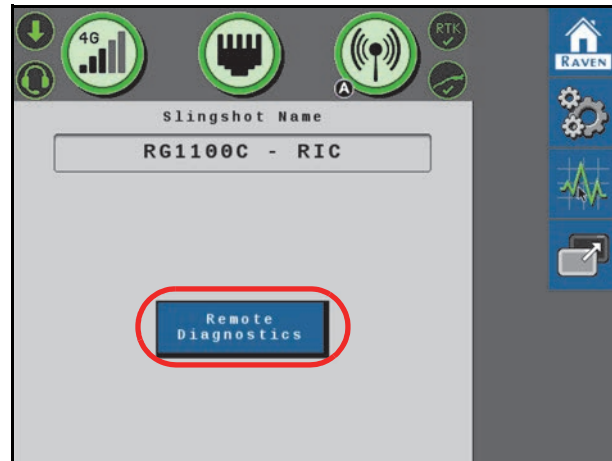 4G
RTK
A
RAVEN
Slingshot Name
RG1100C - RIC
Remote
Diagnostics